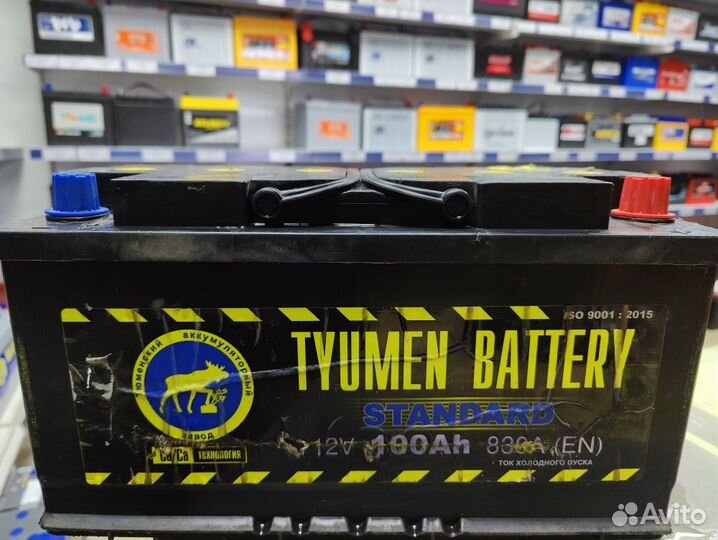 ISO 9001 : 2015
тюменский аккумуляторный
завод
TYUMEN BATTERY
STANDARD
12V 100Ah 830A (EN)
ТОК ХОЛОДНОГО ПУСКА
Ca/Ca ТЕХНОЛОГИЯ
Avito